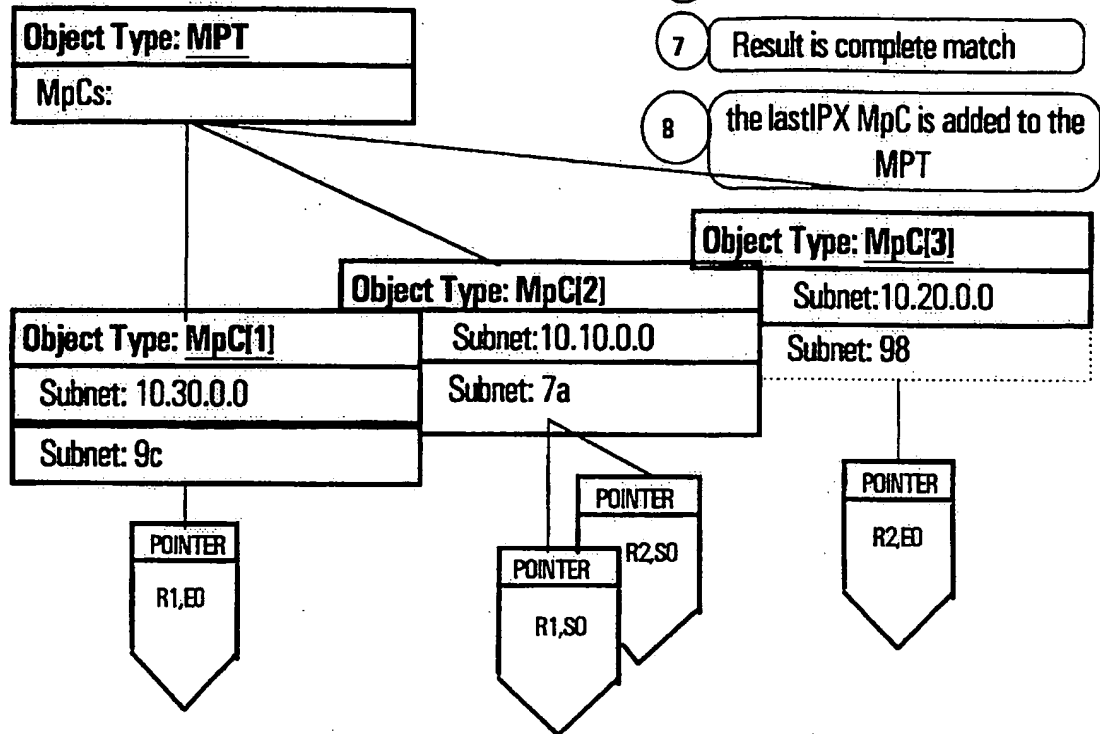 Object Type: MPT
MpCs:
7
Result is complete match
8
the lastIPX MpC is added to the
MPT
Object Type: MpC[3]
Subnet:10.20.0.0
Subnet: 98
Object Type: MpC[2]
Subnet:10.10.0.0
Subnet: 7a
Object Type: MpC[1]
Subnet: 10.30.0.0
Subnet: 9c
POINTER
R1,E0
POINTER
R1,S0
POINTER
R2,S0
POINTER
R2,E0